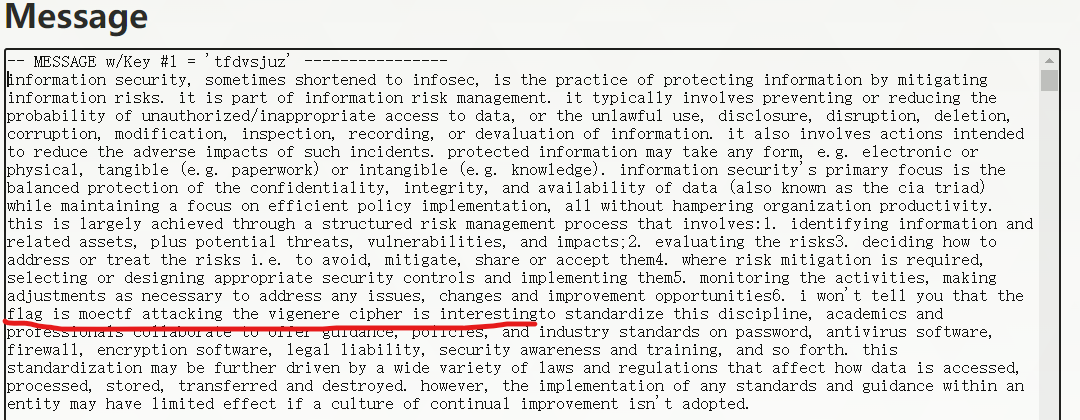 Message
-- MESSAGE w/Key #1 = 'tfdvsjuz' ----------------
information security, sometimes shortened to infosec, is the practice of protecting information by mitigating
information risks. it is part of information risk management. it typically involves preventing or reducing the
probability of unauthorized/inappropriate access to data, or the unlawful use, disclosure, disruption, deletion,
corruption, modification, inspection, recording, or devaluation of information. it also involves actions intended
to reduce the adverse impacts of such incidents. protected information may take any form, e.g. electronic or
physical, tangible (e.g. paperwork) or intangible (e.g. knowledge). information security's primary focus is the
balanced protection of the confidentiality, integrity, and availability of data (also known as the cia triad)
while maintaining a focus on efficient policy implementation, all without hampering organization productivity.
this is largely achieved through a structured risk management process that involves:1. identifying information and
related assets, plus potential threats, vulnerabilities, and impacts;2. evaluating the risks3. deciding how to
address or treat the risks i.e. to avoid, mitigate, share or accept them4. where risk mitigation is required,
selecting or designing appropriate security controls and implementing them5. monitoring the activities, making
adjustments as necessary to address any issues, changes and improvement opportunities6. i won't tell you that the
flag is moectf attacking the vigenere cipher is interestingto standardize this discipline, academics and
professionals collaborate to offer guidance, policies, and industry standards on password, antivirus software,
firewall, encryption software, legal liability, security awareness and training, and so forth. this
standardization may be further driven by a wide variety of laws and regulations that affect how data is accessed,
processed, stored, transferred and destroyed. however, the implementation of any standards and guidance within an
entity may have limited effect if a culture of continual improvement isn't adopted.